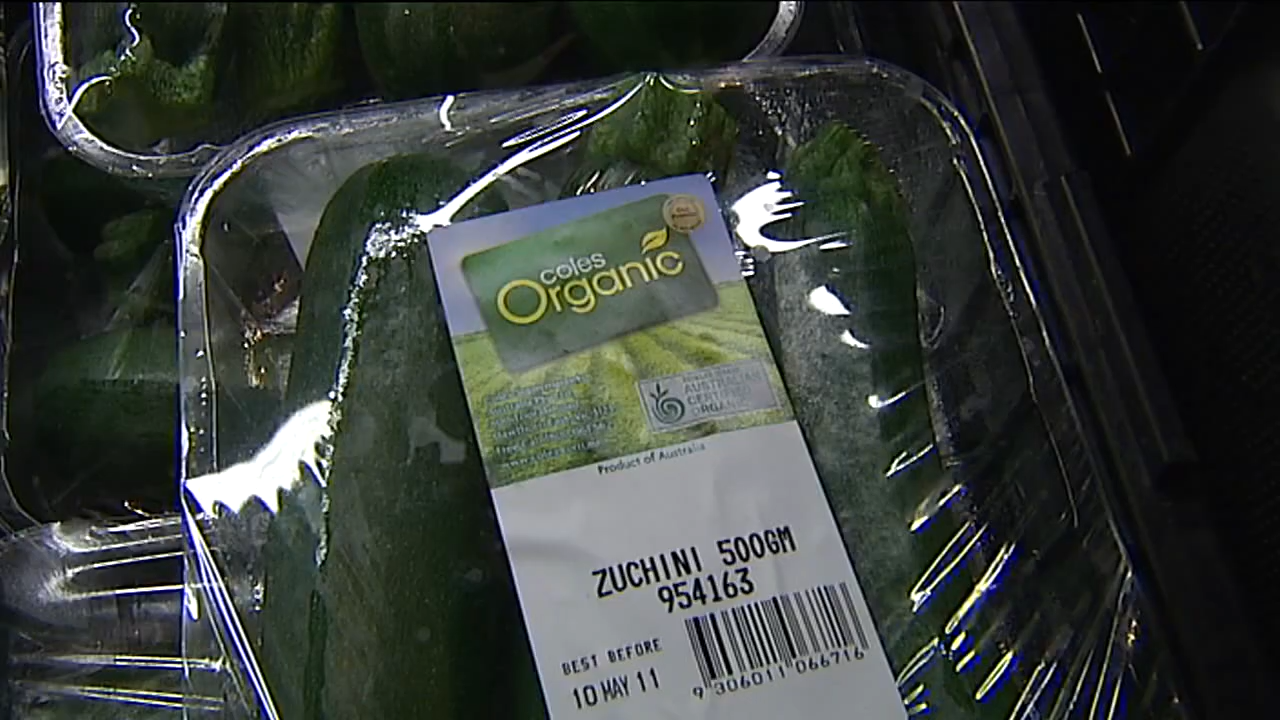 coles
Organic
AUSTRALIAN
CERTIFIED
ORGANIC
Product of Australia
ZUCHINI 500GM
954163
BEST BEFORE
10 MAY 11
9 306011 066716